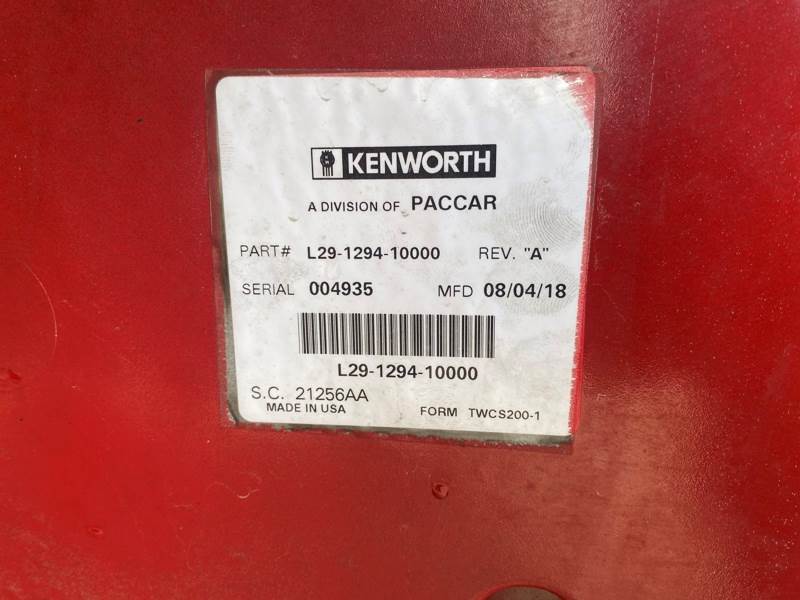 KENWORTH
A DIVISION OF PACCAR
PART# L29-1294-10000 REV. "A"
SERIAL 004935 MFD 08/04/18
L29-1294-10000
S.C. 21256AA
MADE IN USA FORM TWCS200-1